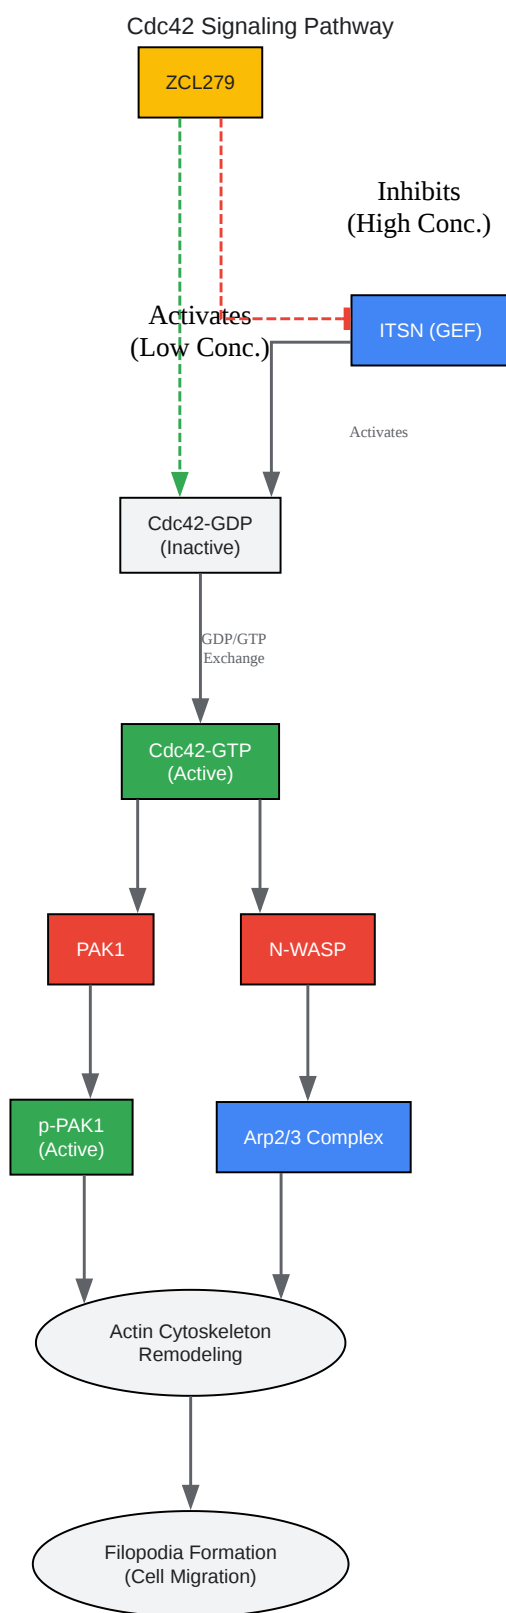 Cdc42 Signaling Pathway
ZCL279
Inhibits
(High Conc.)
Activates
(Low Conc.)
ITSN (GEF)
Activates
Cdc42-GDP
(Inactive)
GDP/GTP
Exchange
Cdc42-GTP
(Active)
PAK1
N-WASP
p-PAK1
(Active)
Arp2/3 Complex
Actin Cytoskeleton
Remodeling
Filopodia Formation
(Cell Migration)